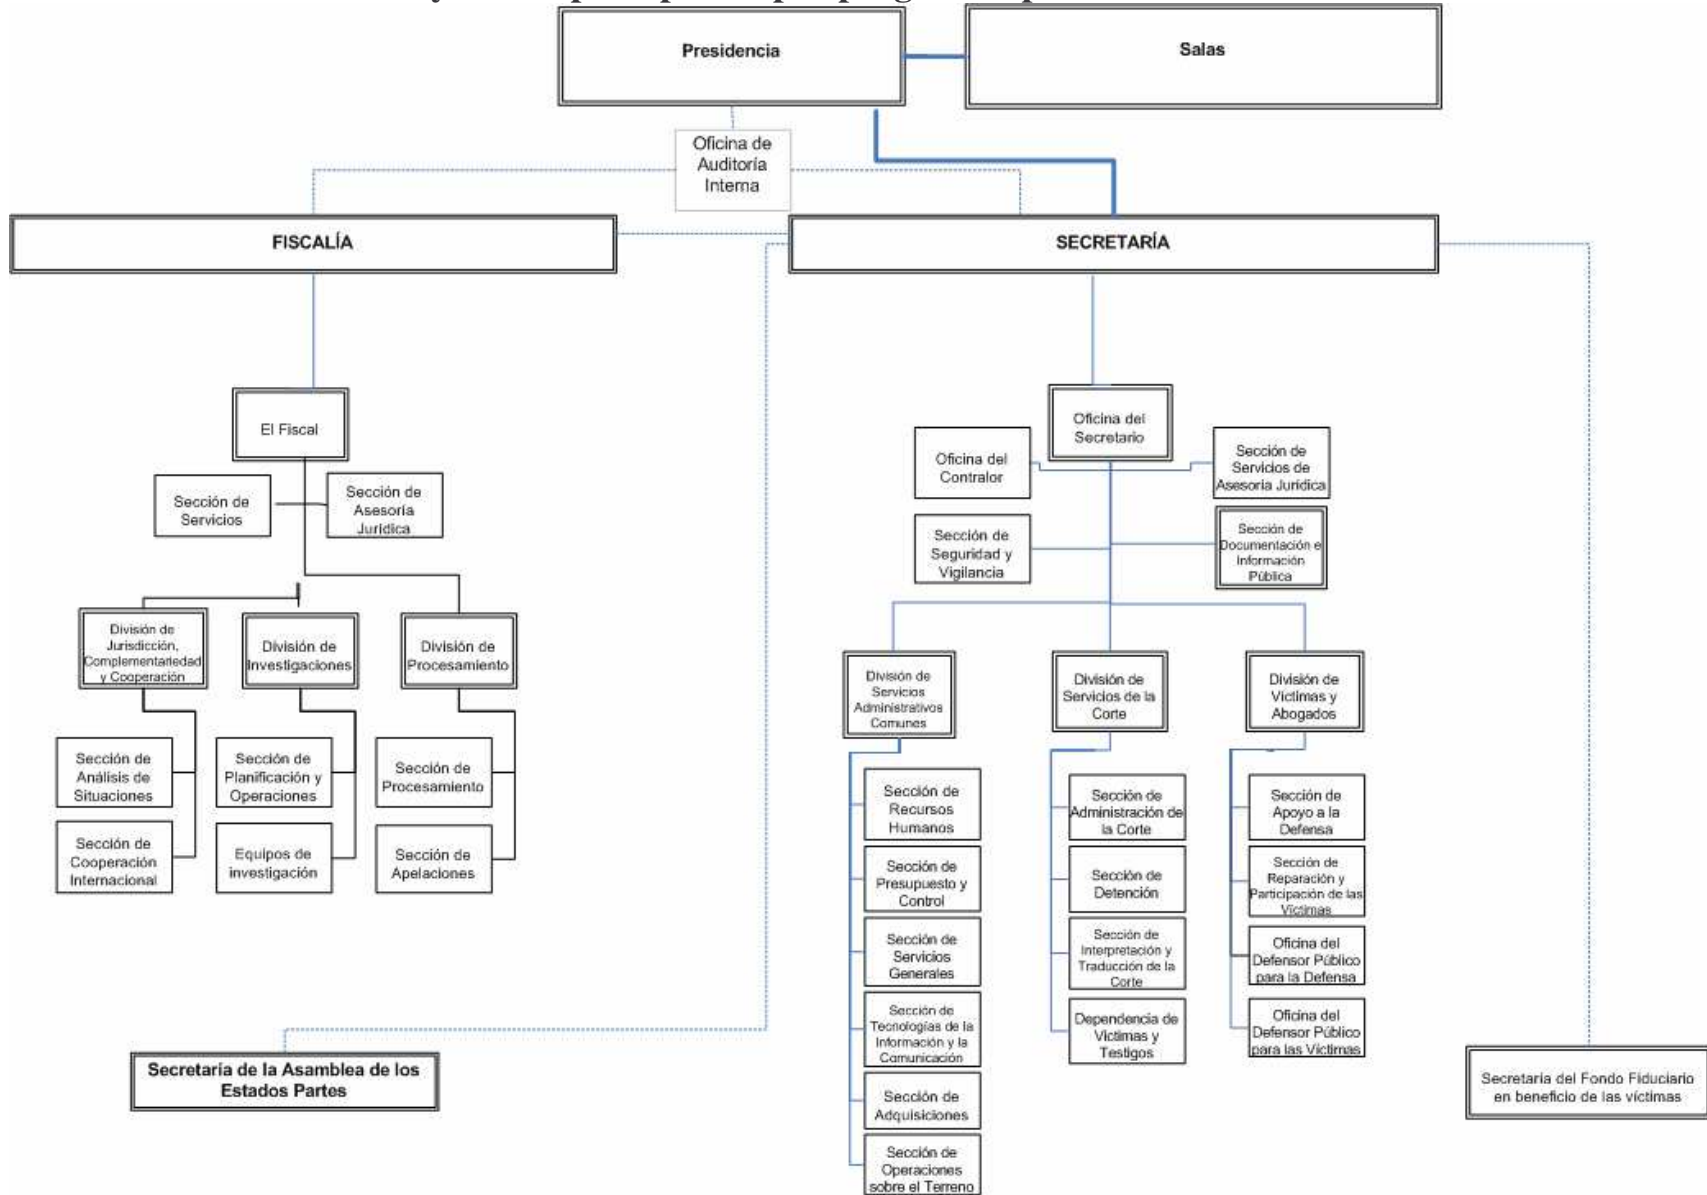 Presidencia
Salas
Oficina de
Auditoría
Interna
FISCALÍA
SECRETARÍA
El Fiscal
Sección de
Servicios
Sección de
Asesoría
Jurídica
División de
Jurisdicción,
Complementariedad
y Cooperación
División de
Investigaciones
División de
Procesamiento
Sección de
Análisis de
Situaciones
Sección de
Planificación y
Operaciones
Sección de
Procesamiento
Sección de
Cooperación
Internacional
Equipos de
investigación
Sección de
Apelaciones
Oficina del
Secretario
Oficina del
Contralor
Sección de
Servicios de
Asesoría Jurídica
Sección de
Seguridad y
Vigilancia
Sección de
Documentación e
Información
Pública
División de
Servicios
Administrativos
Comunes
División de
Servicios de la
Corte
División de
Víctimas y
Abogados
Sección de
Recursos
Humanos
Sección de
Presupuesto y
Control
Sección de
Servicios
Generales
Sección de
Tecnologías de la
Información y la
Comunicación
Sección de
Adquisiciones
Sección de
Operaciones
sobre el Terreno
Sección de
Administración de
la Corte
Sección de
Detención
Sección de
Interpretación y
Traducción de la
Corte
Dependencia de
Víctimas y
Testigos
Sección de
Apoyo a la
Defensa
Sección de
Reparación y
Participación de las
Víctimas
Oficina del
Defensor Público
para la Defensa
Oficina del
Defensor Público
para las Víctimas
Secretaría de la Asamblea de los
Estados Partes
Secretaría del Fondo Fiduciario
en beneficio de las víctimas